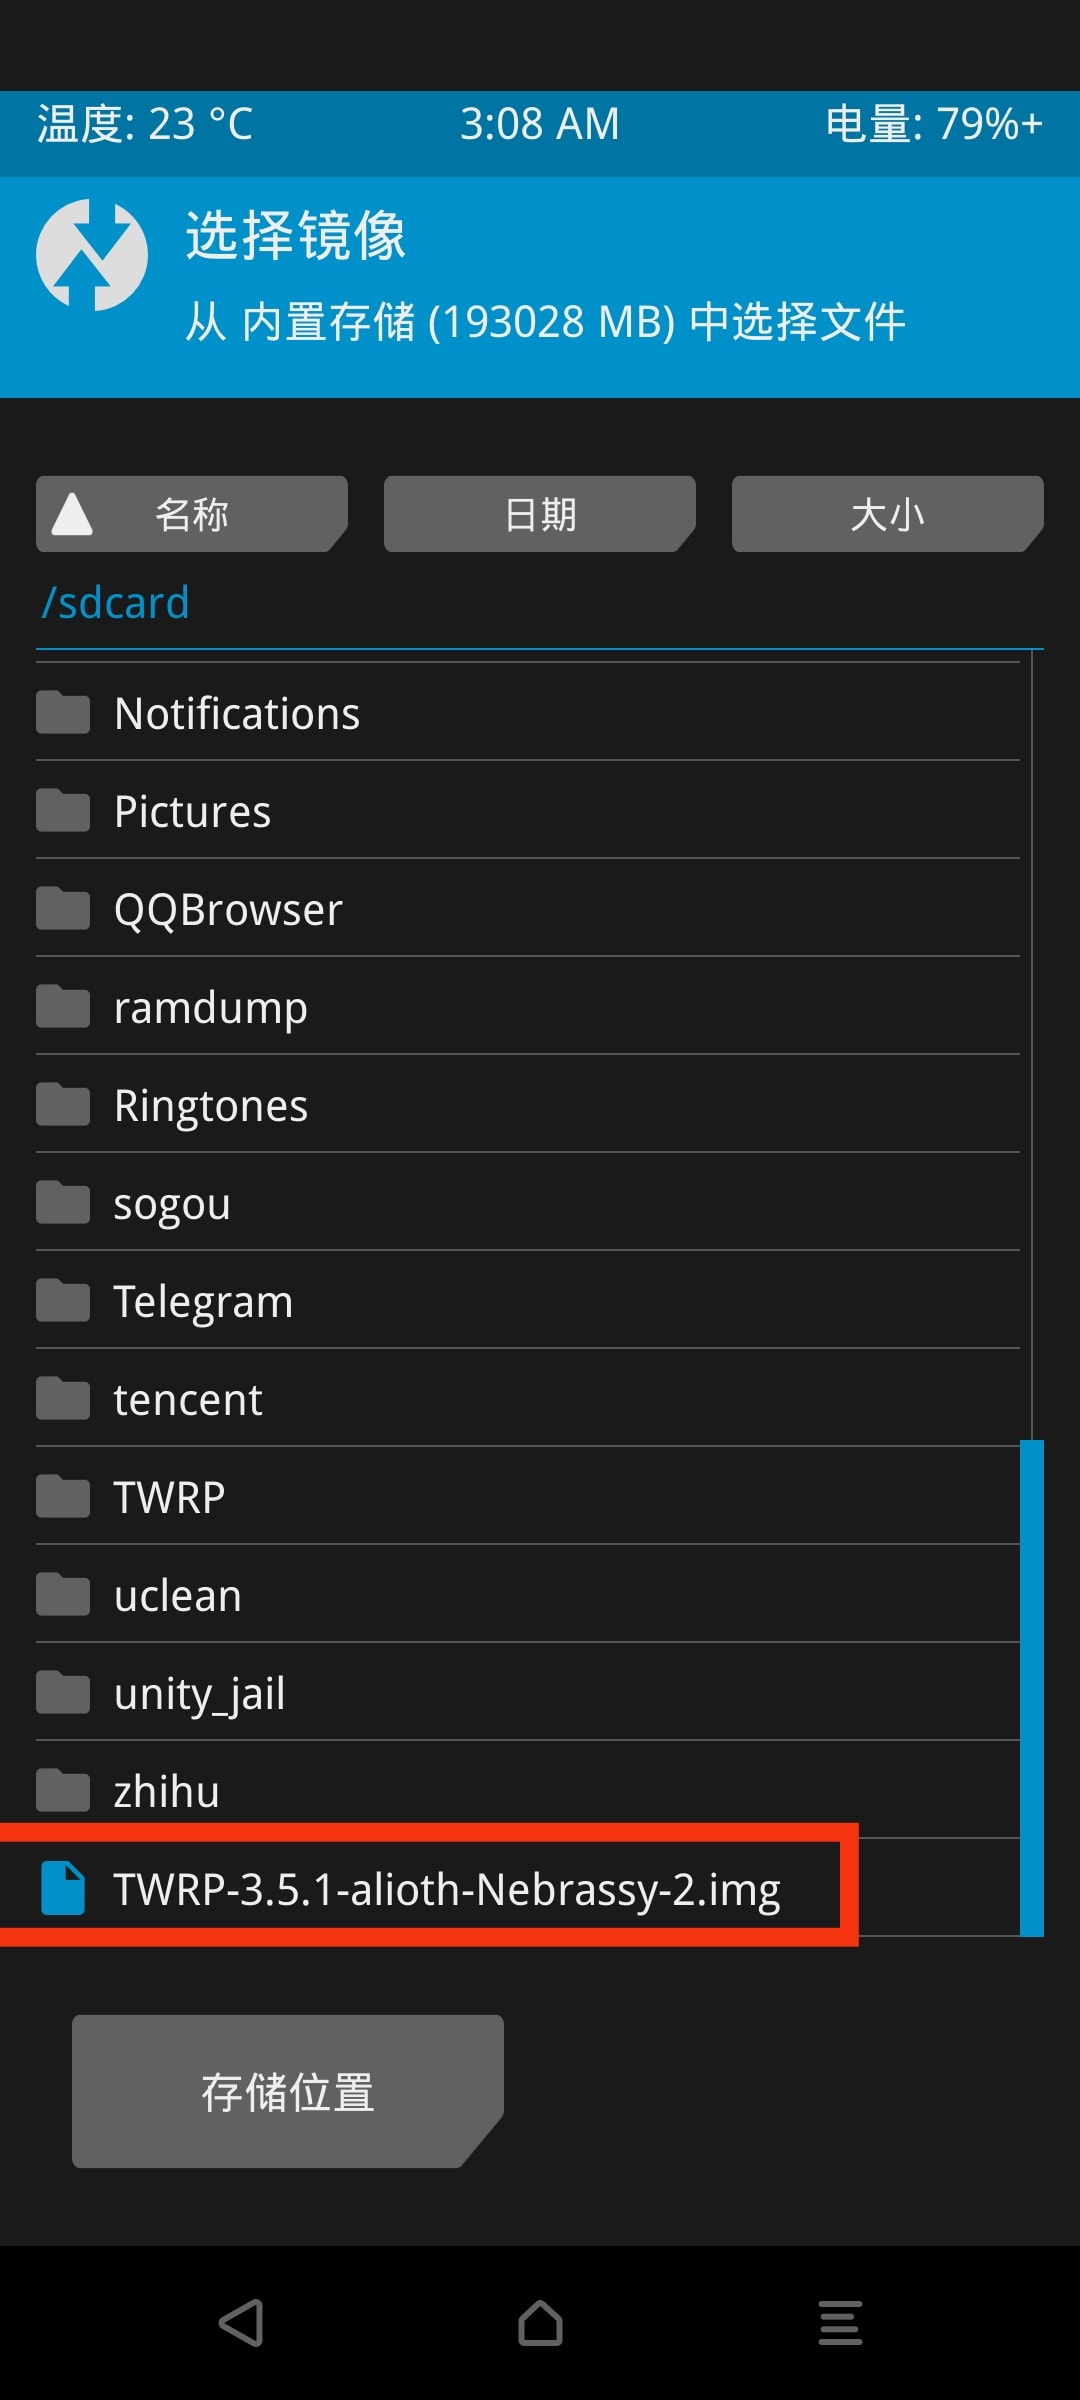 温度: 23 °C 3:08 AM 电量: 79%+
选择镜像
从 内置存储 (193028 MB) 中选择文件
名称 日期 大小
/sdcard
Notifications
Pictures
QQBrowser
ramdump
Ringtones
sogou
Telegram
tencent
TWRP
uclean
unity_jail
zhihu
TWRP-3.5.1-alioth-Nebrassy-2.img
存储位置